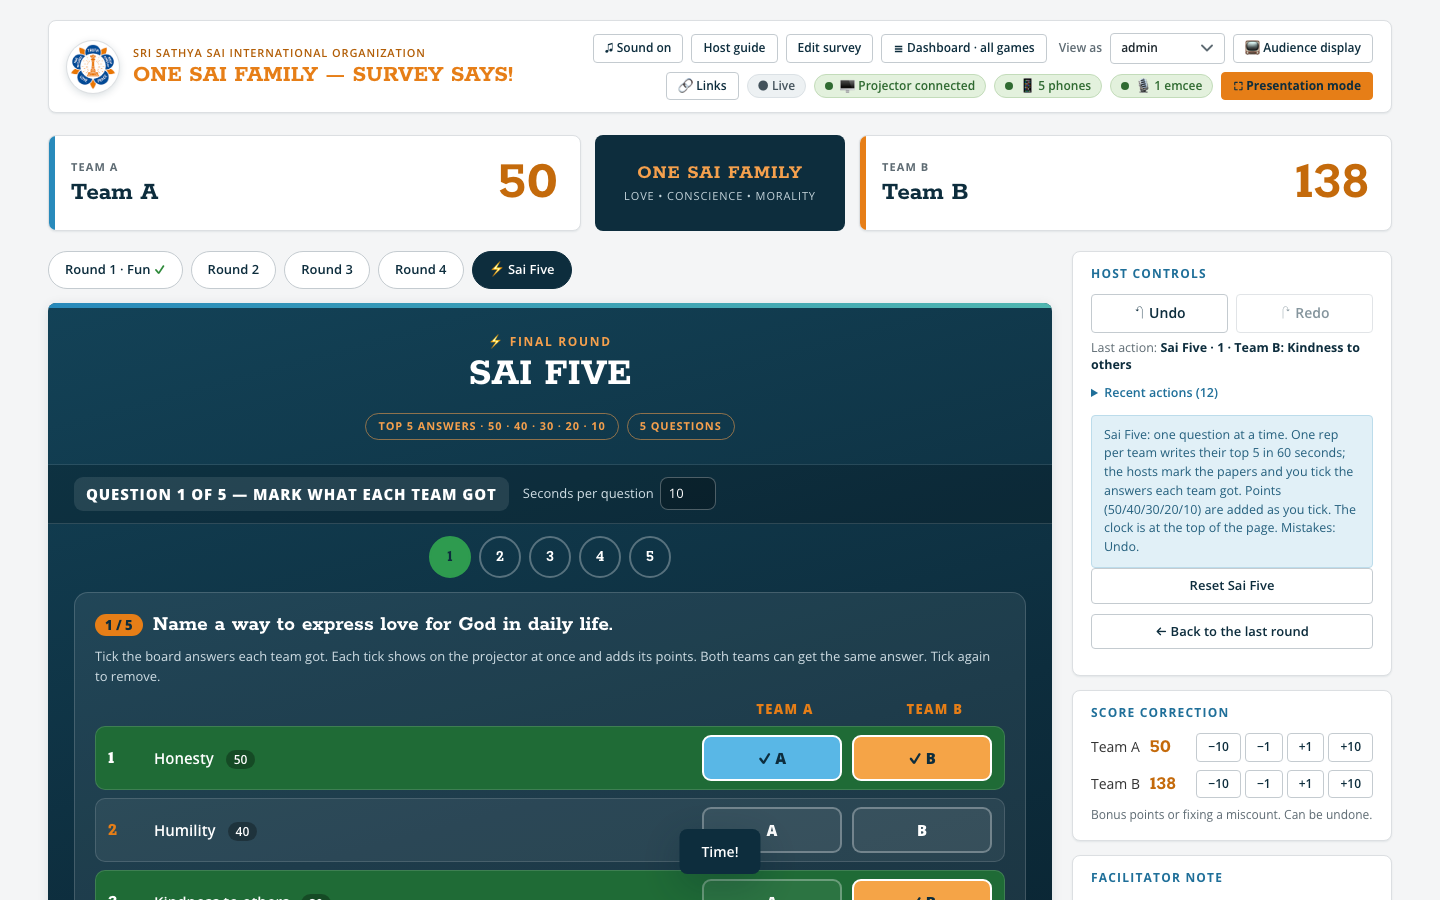 SRI SATHYA SAI INTERNATIONAL ORGANIZATION
ONE SAI FAMILY — SURVEY SAYS!
♫ Sound on
Host guide
Edit survey
≡ Dashboard · all games
View as
admin
Audience display
Links
Live
Projector connected
5 phones
1 emcee
Presentation mode
TEAM A
Team A
50
ONE SAI FAMILY
LOVE • CONSCIENCE • MORALITY
TEAM B
Team B
138
Round 1 · Fun ✓
Round 2
Round 3
Round 4
⚡ Sai Five
⚡ FINAL ROUND
SAI FIVE
TOP 5 ANSWERS · 50 · 40 · 30 · 20 · 10
5 QUESTIONS
QUESTION 1 OF 5 — MARK WHAT EACH TEAM GOT
Seconds per question
10
1
2
3
4
5
1 / 5
Name a way to express love for God in daily life.
Tick the board answers each team got. Each tick shows on the projector at once and adds its points. Both teams can get the same answer. Tick again
to remove.
TEAM A
TEAM B
1
Honesty
50
✓ A
✓ B
2
Humility
40
A
B
Time!
HOST CONTROLS
Undo
Redo
Last action: Sai Five · 1 · Team B: Kindness to
others
▶ Recent actions (12)
Sai Five: one question at a time. One
rep
per team writes their top 5 in 60 seconds;
the hosts mark the papers and you tick the
answers each team got. Points
(50/40/30/20/10) are added as you tick. The
clock is at the top of the page. Mistakes:
Undo.
Reset Sai Five
← Back to the last round
SCORE CORRECTION
Team A
50
−10
−1
+1
+10
Team B
138
−10
−1
+1
+10
Bonus points or fixing a miscount. Can be undone.
FACILITATOR NOTE